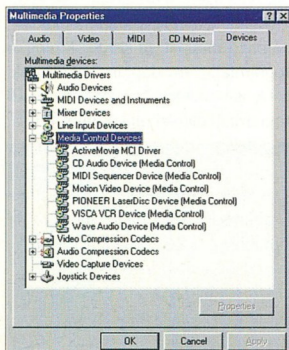 Multimedia Properties
Audio
Video
MIDI
CD Music
Devices
Multimedia devices:
Multimedia Drivers
Audio Devices
MIDI Devices and Instruments
Mixer Devices
Line Input Devices
Media Control Devices
ActiveMovie MCI Driver
CD Audio Device (Media Control)
MIDI Sequencer Device (Media Control)
Motion Video Device (Media Control)
PIONEER LaserDisc Device (Media Control)
VISCA VCR Device (Media Control)
Wave Audio Device (Media Control)
Video Compression Codecs
Audio Compression Codecs
Video Capture Devices
Joystick Devices
Properties
OK
Cancel
Apply